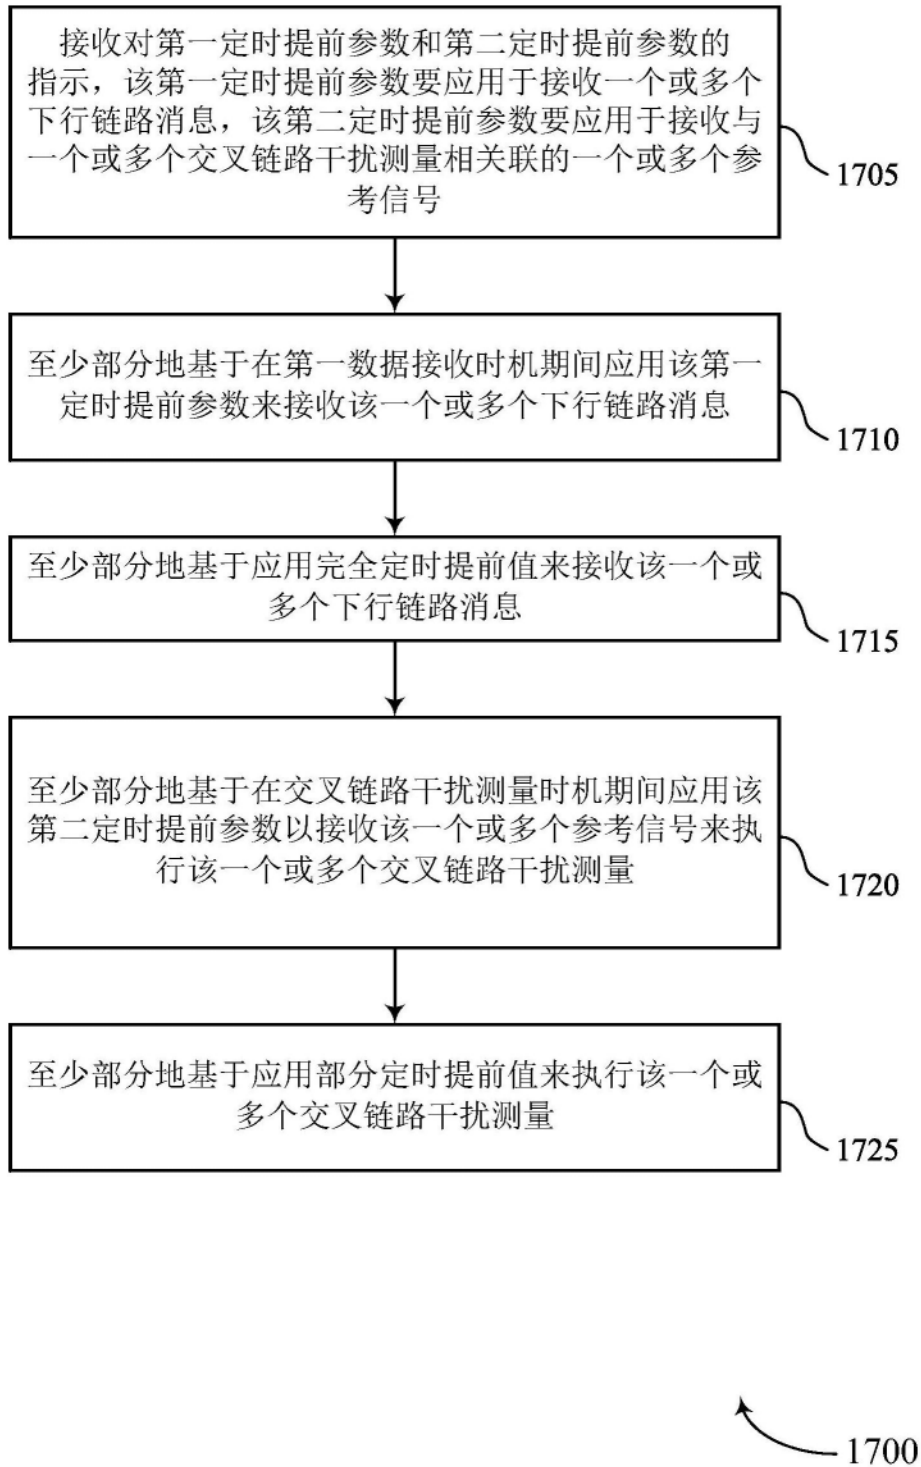 接收对第一定时提前参数和第二定时提前参数的
指示，该第一定时提前参数要应用于接收一个或多个
下行链路消息，该第二定时提前参数要应用于接收与
一个或多个交叉链路干扰测量相关联的一个或多个参
考信号
1705
至少部分地基于在第一数据接收时机期间应用该第一
定时提前参数来接收该一个或多个下行链路消息
1710
至少部分地基于应用完全定时提前值来接收该一个或
多个下行链路消息
1715
至少部分地基于在交叉链路干扰测量时机期间应用该
第二定时提前参数以接收该一个或多个参考信号来执
行该一个或多个交叉链路干扰测量
1720
至少部分地基于应用部分定时提前值来执行该一个或
多个交叉链路干扰测量
1725
1700